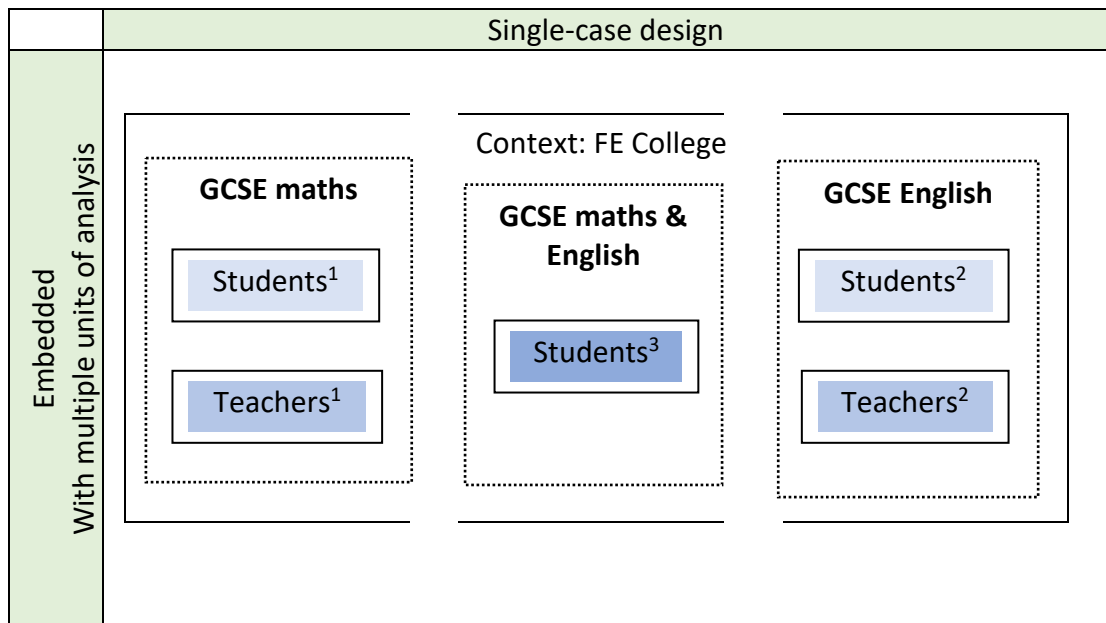 Single-case design
Embedded
With multiple units of analysis
Context: FE College
GCSE maths
Students¹
Teachers¹
GCSE maths &
English
Students³
GCSE English
Students²
Teachers²